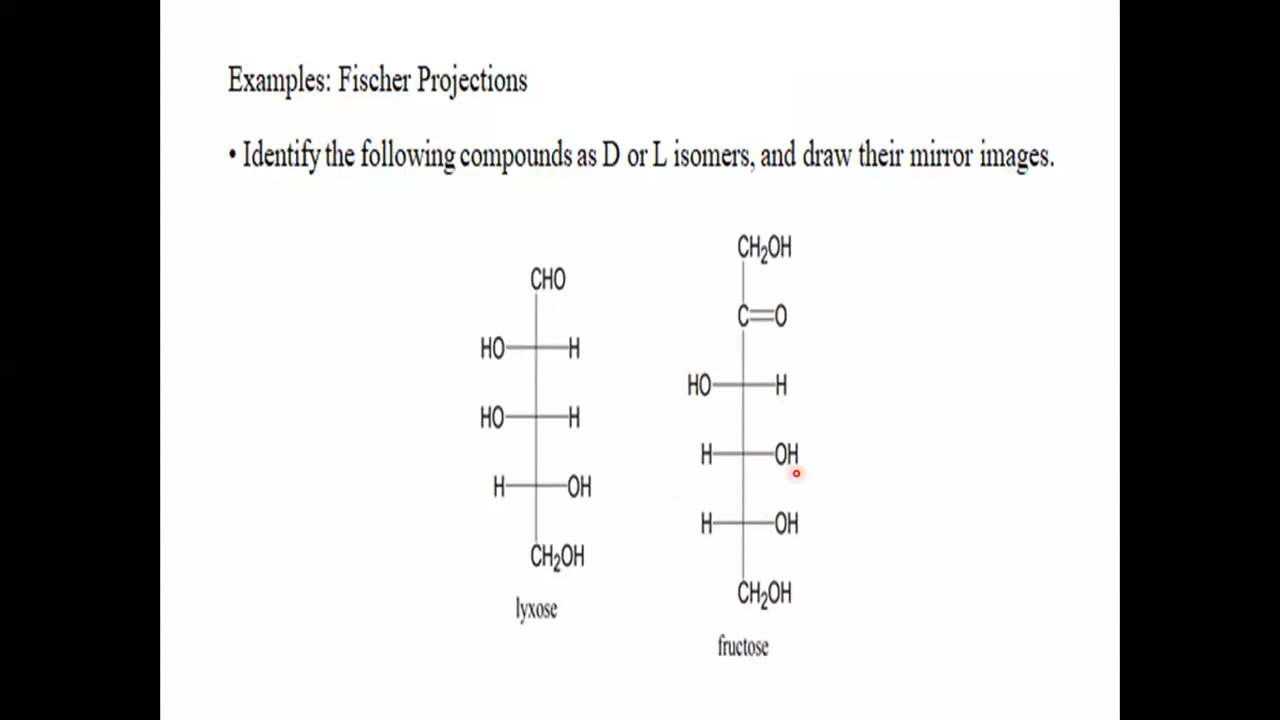 Examples: Fischer Projections
• Identify the following compounds as D or L isomers, and draw their mirror images.
CHO
HO H
HO H
H OH
CH₂OH
lyxose
CH₂OH
C=O
HO H
H OH
H OH
CH₂OH
fructose